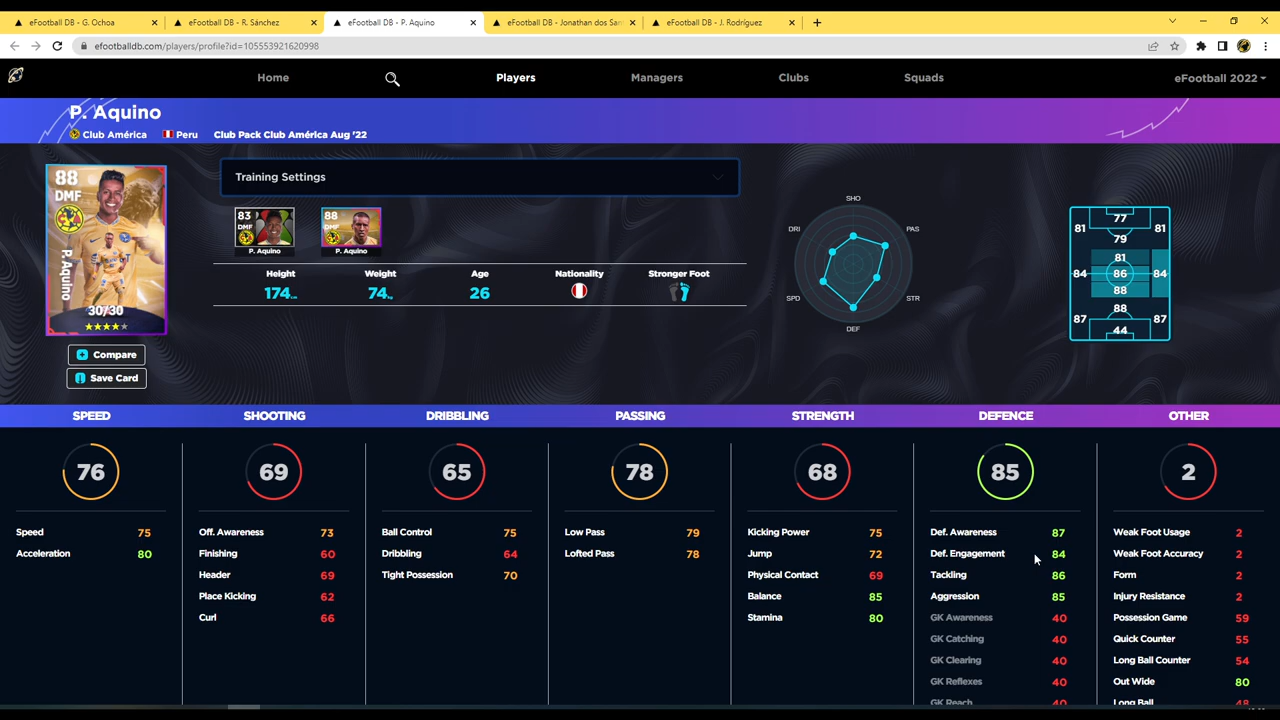 eFootball DB - G. Ochoa
eFootball DB - R. Sánchez
eFootball DB - P. Aquino
eFootball DB - Jonathan dos San
eFootball DB - J. Rodríguez
efootballdb.com/players/profile?id=105553921620998
Home
Players
Managers
Clubs
Squads
eFootball 2022
P. Aquino
Club América
Peru
Club Pack Club América Aug '22
88
DMF
P. Aquino
30/30
Training Settings
83
DMF
P. Aquino
88
DMF
P. Aquino
Height
174cm
Weight
74kg
Age
26
Nationality
Stronger Foot
SHO
PAS
STR
DEF
SPD
DRI
77
81 81
79
81
84 86 84
88
88
87 87
44
Compare
Save Card
SPEED
76
Speed 75
Acceleration 80
SHOOTING
69
Off. Awareness 73
Finishing 60
Header 69
Place Kicking 62
Curl 66
DRIBBLING
65
Ball Control 75
Dribbling 64
Tight Possession 70
PASSING
78
Low Pass 79
Lofted Pass 78
STRENGTH
68
Kicking Power 75
Jump 72
Physical Contact 69
Balance 85
Stamina 80
DEFENCE
85
Def. Awareness 87
Def. Engagement 84
Tackling 86
Aggression 85
GK Awareness 40
GK Catching 40
GK Clearing 40
GK Reflexes 40
GK Reach 40
OTHER
2
Weak Foot Usage 2
Weak Foot Accuracy 2
Form 2
Injury Resistance 2
Possession Game 59
Quick Counter 55
Long Ball Counter 54
Out Wide 80
Long Ball 48